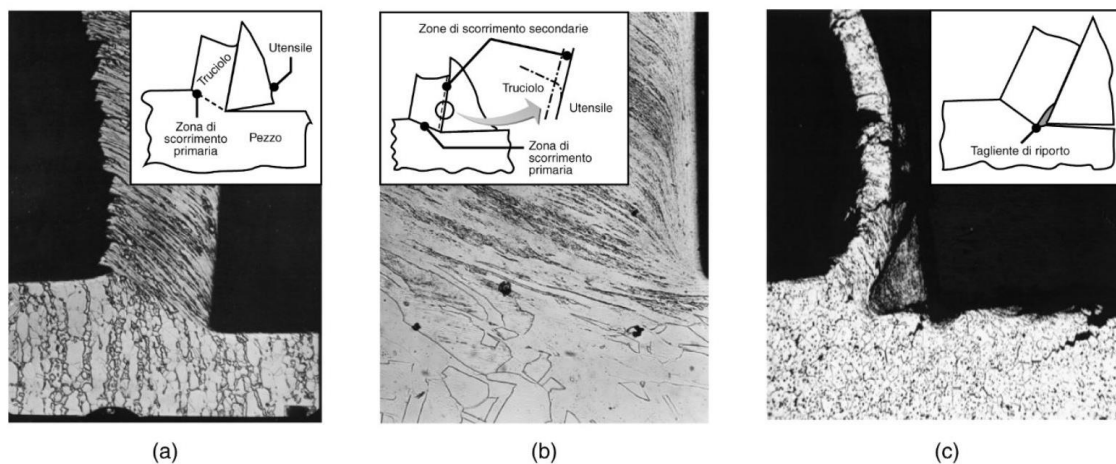 Truciolo
Utensile
Zona di
scorrimento
primaria
Pezzo
Zone di scorrimento secondarie
Truciolo
Utensile
Zona di
scorrimento
primaria
Tagliente di riporto
(a)
(b)
(c)